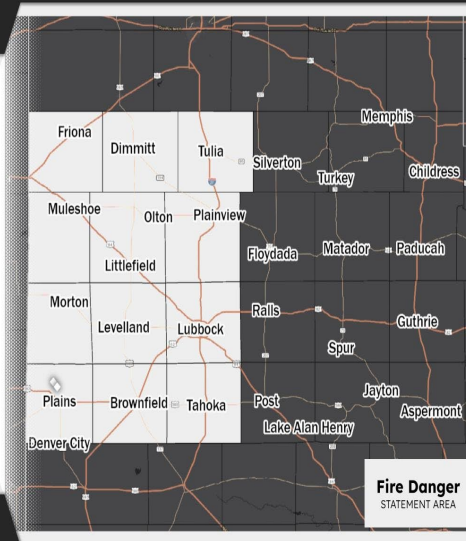 Memphis
Friona
Dimmitt
Tulia
Silverton
Turkey
Childress
Muleshoe
Olton
Plainview
Floydada
Matador
Paducah
Littlefield
Morton
Levelland
Lubbock
Ralls
Guthrie
Spur
Plains
Brownfield
Tahoka
Post
Jayton
Aspermont
Lake Alan Henry
Denver City
Fire Danger
STATEMENT AREA